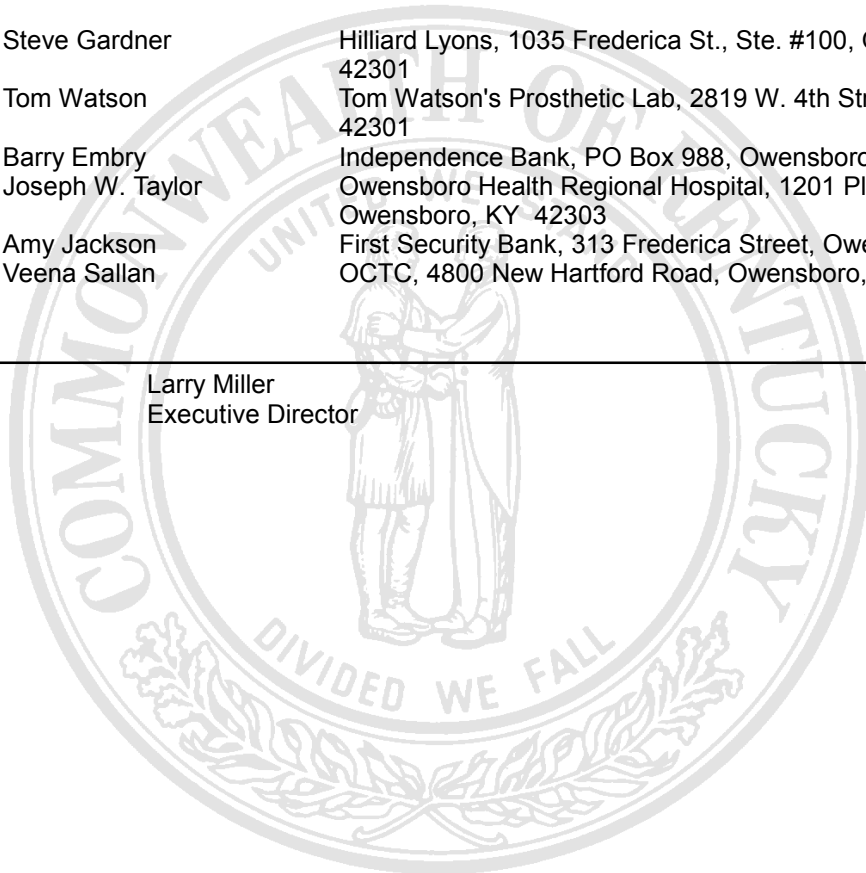 Steve Gardner Hilliard Lyons, 1035 Frederica St., Ste. #100,
42301
Tom Watson Tom Watson's Prosthetic Lab, 2819 W. 4th
42301
Barry Embry Independence Bank, PO Box 988, Owensboro
Joseph W. Taylor Owensboro Health Regional Hospital, 1201
Owensboro, KY 42303
Amy Jackson First Security Bank, 313 Frederica Street,
Veena Sallan OCTC, 4800 New Hartford Road, Owensboro,
Larry Miller
Executive Director
COMMONWEALTH OF KENTUCKY
UNITED WE STAND
DIVIDED WE FALL